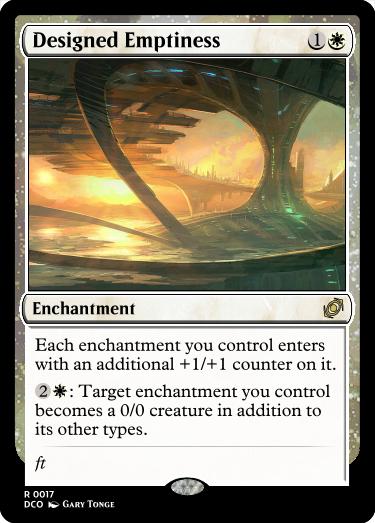 Designed Emptiness 1
Enchantment
Each enchantment you control enters
with an additional +1/+1 counter on it.
2: Target enchantment you control
becomes a 0/0 creature in addition to
its other types.
ft
R 0017
DCO Gary Tonge